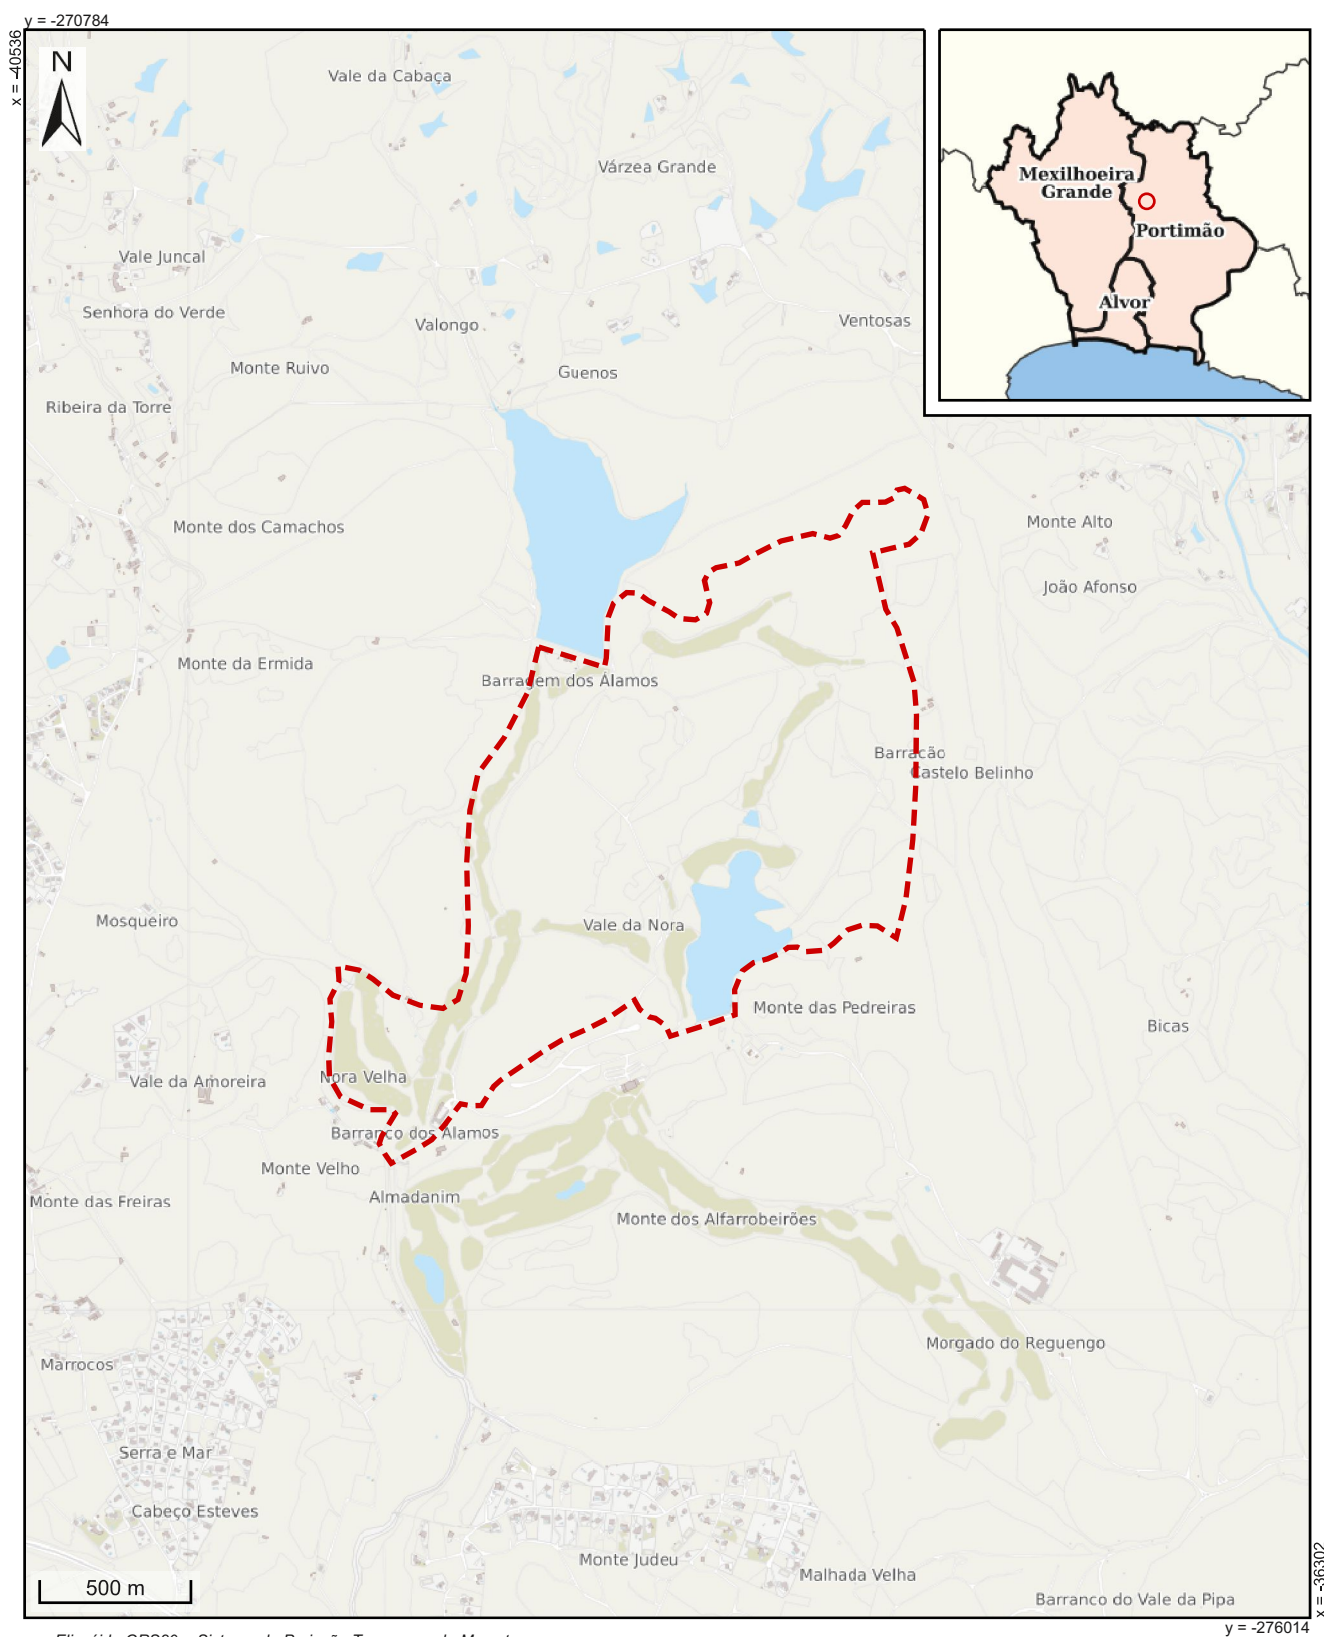 y = -270784
x = -40536
N
Vale da Cabaça
Várzea Grande
Mexilhoeira
Grande
Portimão
Alvor
Vale Juncal
Senhora do Verde
Valongo
Ventosas
Monte Ruivo
Guenos
Ribeira da Torre
Monte dos Camachos
Monte Alto
João Afonso
Monte da Ermida
Barragem dos Álamos
Barracão
Castelo Belinho
Mosqueiro
Vale da Nora
Monte das Pedreiras
Bicas
Nora Velha
Vale da Amoreira
Barranco dos Álamos
Monte Velho
Almadanim
Monte das Freiras
Monte dos Alfarrobeirões
Morgado do Reguengo
Marrocos
Serra e Mar
Cabeço Esteves
Monte Judeu
Malhada Velha
Barranco do Vale da Pipa
500 m
x = -36302
y = -276014